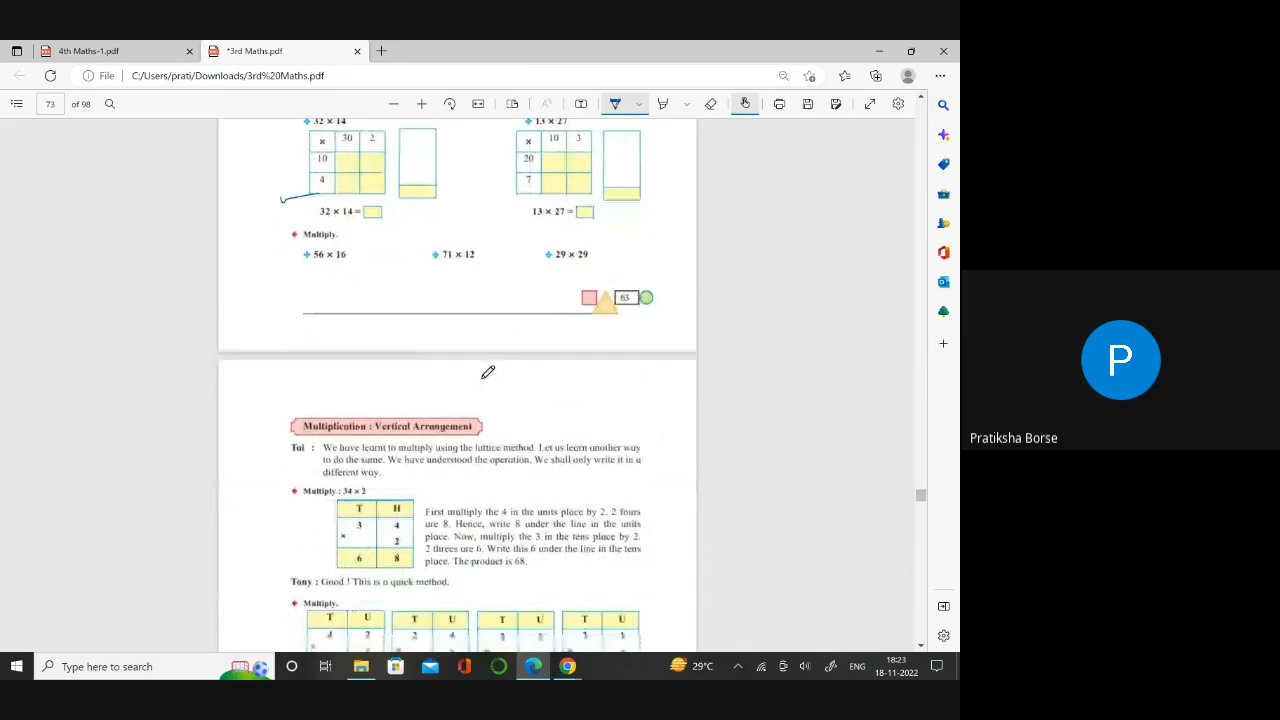 4th Maths-1.pdf
*3rd Maths.pdf
File
C:/Users/prati/Downloads/3rd%20Maths.pdf
73 of 98
32 × 14
13 × 27
× 30 2
10
4
× 10 3
20
7
32 × 14 =
13 × 27 =
Multiply.
56 × 16
71 × 12
29 × 29
63
Multiplication : Vertical Arrangement
Tai : We have learnt to multiply using the lattice method. Let us learn another way
to do the same. We have understood the operation. We shall only write it in a
different way.
Multiply : 34 × 2
T H
3 4
× 2
6 8
First multiply the 4 in the units place by 2. 2 fours
are 8. Hence, write 8 under the line in the units
place. Now, multiply the 3 in the tens place by 2.
2 threes are 6. Write this 6 under the line in the tens
place. The product is 68.
Tony : Good ! This is a quick method.
Multiply.
T U T U T U T U
P
Pratiksha Borse
Type here to search
29°C
ENG
18:23
18-11-2022